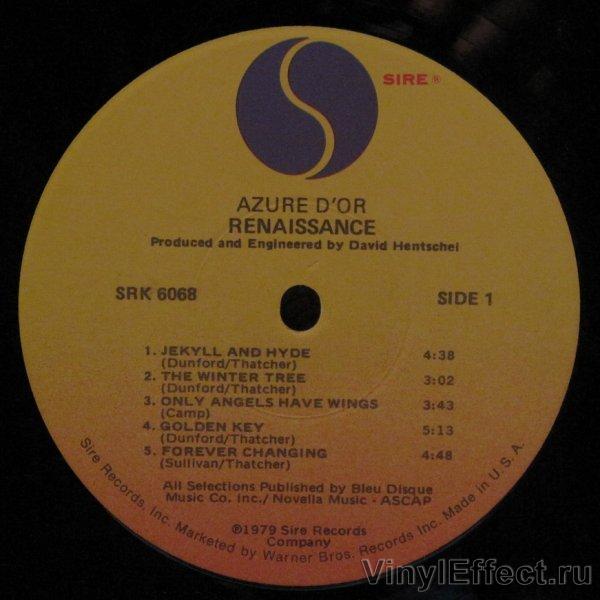 SIRE ®
AZURE D'OR
RENAISSANCE
Produced and Engineered by David Hentschel
SRK 6068
SIDE 1
1. JEKYLL AND HYDE 4:38
(Dunford/Thatcher)
2. THE WINTER TREE 3:02
(Dunford/Thatcher)
3. ONLY ANGELS HAVE WINGS 3:43
(Camp)
4. GOLDEN KEY 5:13
(Dunford/Thatcher)
5. FOREVER CHANGING 4:48
(Sullivan/Thatcher)
All Selections Published by Bleu Disque
Music Co. Inc./ Novella Music - ASCAP
℗1979 Sire Records
Company
Sire Records, Inc. Marketed by Warner Bros. Records Inc. Made in U.S.A.
VinylEffect.ru